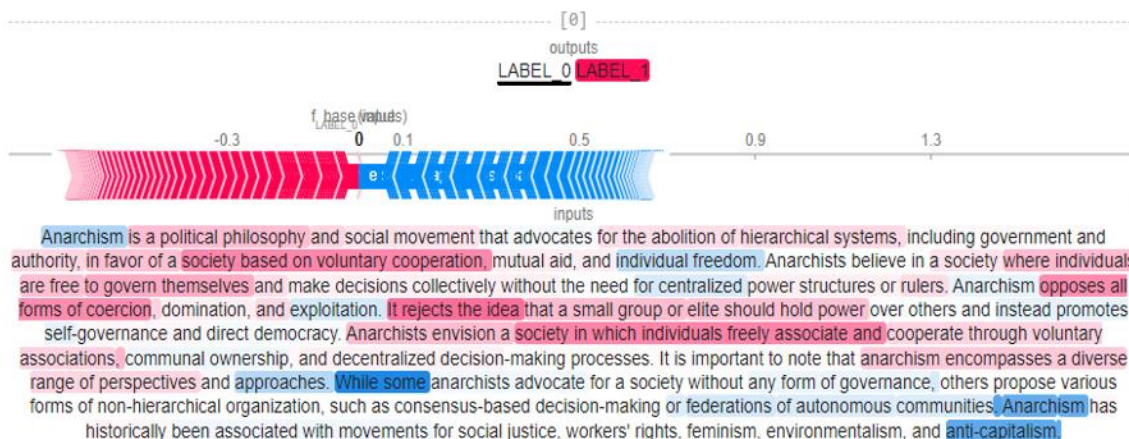 [0]
outputs
LABEL_0 LABEL_1
-0.3 0 0.1 0.5 0.9 1.3
inputs
Anarchism is a political philosophy and social movement that advocates for the abolition of hierarchical systems, including government and
authority, in favor of a society based on voluntary cooperation, mutual aid, and individual freedom. Anarchists believe in a society where individuals
are free to govern themselves and make decisions collectively without the need for centralized power structures or rulers. Anarchism opposes all
forms of coercion, domination, and exploitation. It rejects the idea that a small group or elite should hold power over others and instead promotes
self-governance and direct democracy. Anarchists envision a society in which individuals freely associate and cooperate through voluntary
associations, communal ownership, and decentralized decision-making processes. It is important to note that anarchism encompasses a diverse
range of perspectives and approaches. While some anarchists advocate for a society without any form of governance, others propose various
forms of non-hierarchical organization, such as consensus-based decision-making or federations of autonomous communities. Anarchism has
historically been associated with movements for social justice, workers' rights, feminism, environmentalism, and anti-capitalism.